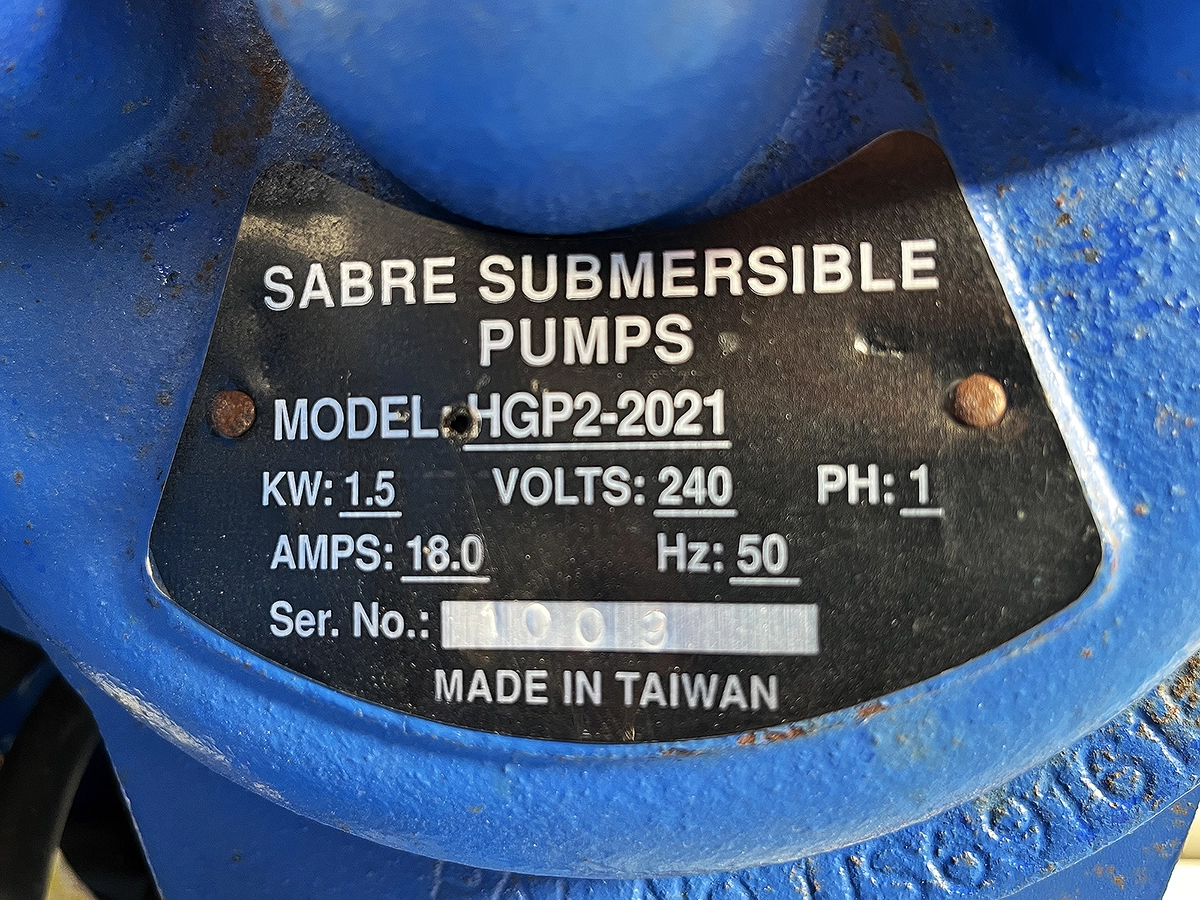 SABRE SUBMERSIBLE
PUMPS
MODEL: HGP2-2021
KW: 1.5 VOLTS: 240 PH: 1
AMPS: 18.0 Hz: 50
Ser. No.: 1003
MADE IN TAIWAN